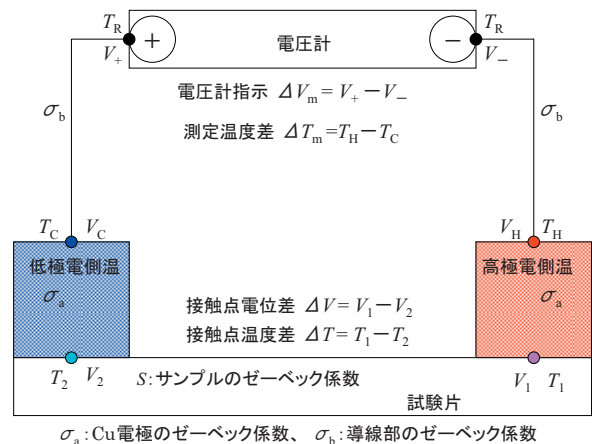 T_R T_R
+ 電圧計 −
V_+ V_−
電圧計指示 ΔV_m = V_+ − V_−
σ_b σ_b
測定温度差 ΔT_m = T_H − T_C
T_C V_C V_H T_H
低極電側温 高極電側温
σ_a σ_a
接触点電位差 ΔV = V_1 − V_2
接触点温度差 ΔT = T_1 − T_2
T_2 V_2 S:サンプルのゼーベック係数 V_1 T_1
試験片
σ_a:Cu電極のゼーベック係数、 σ_b:導線部のゼーベック係数